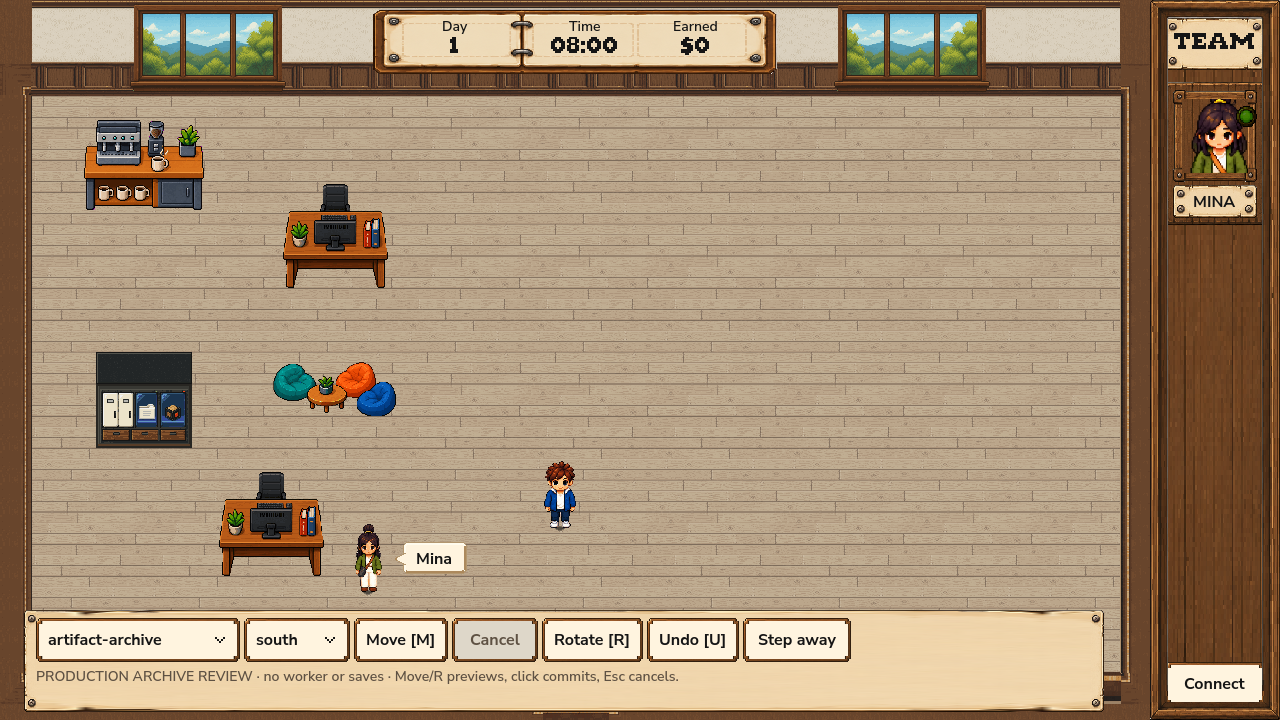 Day
1
Time
08:00
Earned
$0
TEAM
MINA
Mina
artifact-archive
south
Move [M]
Cancel
Rotate [R]
Undo [U]
Step away
PRODUCTION ARCHIVE REVIEW · no worker or saves · Move/R previews, click commits, Esc cancels.
Connect